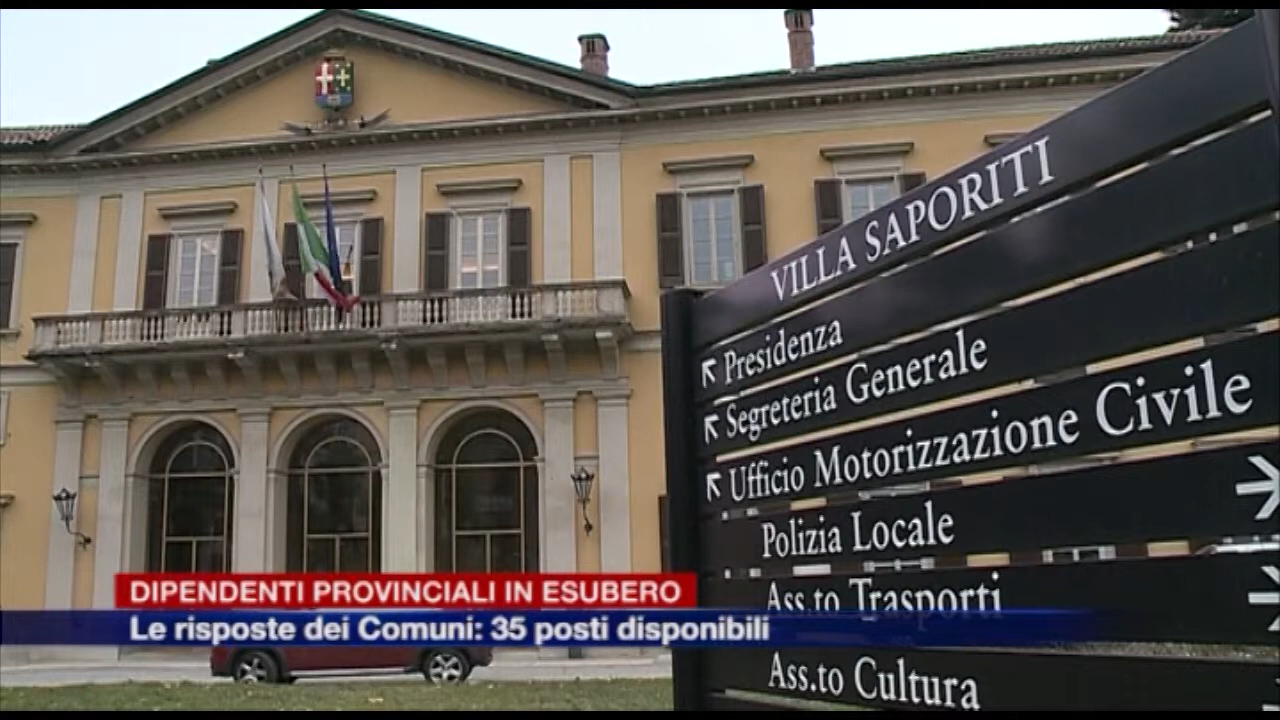 VILLA SAPORITI
Presidenza
Segreteria Generale
Ufficio Motorizzazione Civile
Polizia Locale
Ass.to Trasporti
Ass.to Cultura
DIPENDENTI PROVINCIALI IN ESUBERO
Le risposte dei Comuni: 35 posti disponibili